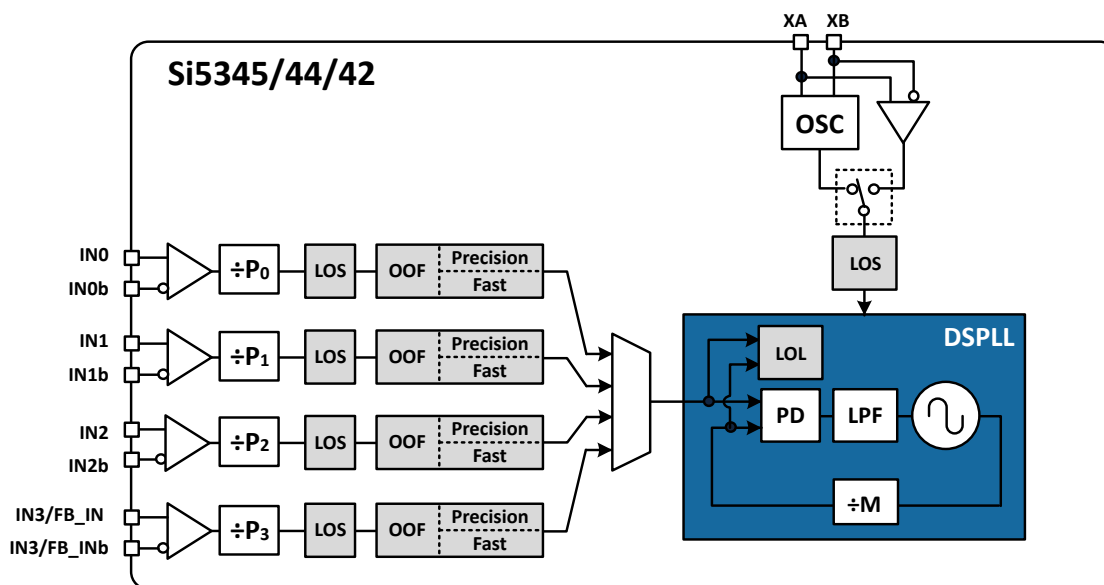 XA XB
Si5345/44/42
OSC
LOS
IN0
IN0b
÷P0
LOS
OOF
Precision
Fast
IN1
IN1b
÷P1
LOS
OOF
Precision
Fast
IN2
IN2b
÷P2
LOS
OOF
Precision
Fast
IN3/FB_IN
IN3/FB_INb
÷P3
LOS
OOF
Precision
Fast
DSPLL
LOL
PD
LPF
÷M